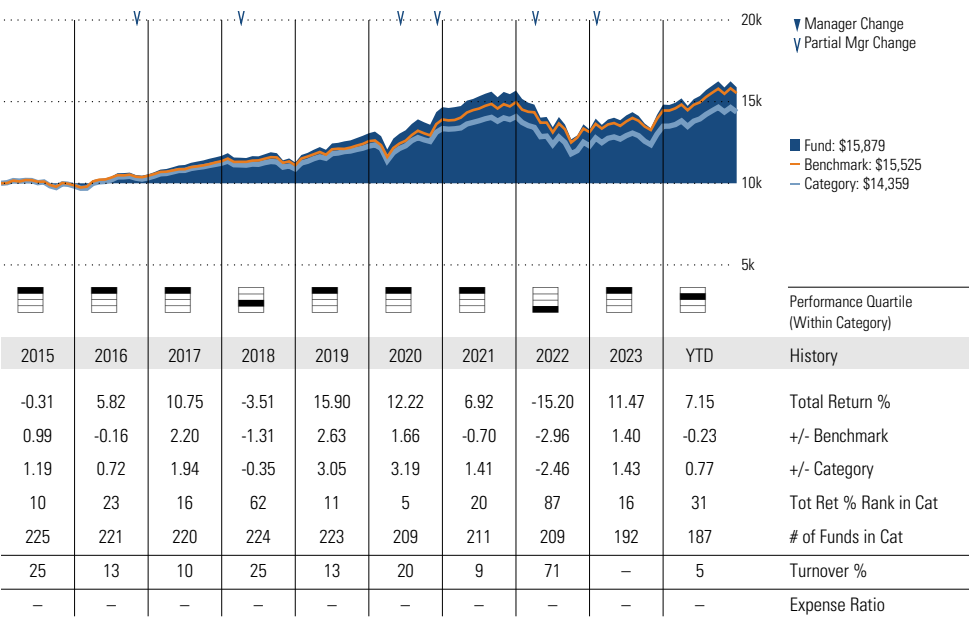 20k
▼ Manager Change
V Partial Mgr Change
15k
Fund: $15,879
Benchmark: $15,525
Category: $14,359
10k
5k
Performance Quartile
(Within Category)
2015 2016 2017 2018 2019 2020 2021 2022 2023 YTD History
-0.31 5.82 10.75 -3.51 15.90 12.22 6.92 -15.20 11.47 7.15 Total Return %
0.99 -0.16 2.20 -1.31 2.63 1.66 -0.70 -2.96 1.40 -0.23 +/- Benchmark
1.19 0.72 1.94 -0.35 3.05 3.19 1.41 -2.46 1.43 0.77 +/- Category
10 23 16 62 11 5 20 87 16 31 Tot Ret % Rank in Cat
225 221 220 224 223 209 211 209 192 187 # of Funds in Cat
25 13 10 25 13 20 9 71 – 5 Turnover %
– – – – – – – – – – Expense Ratio